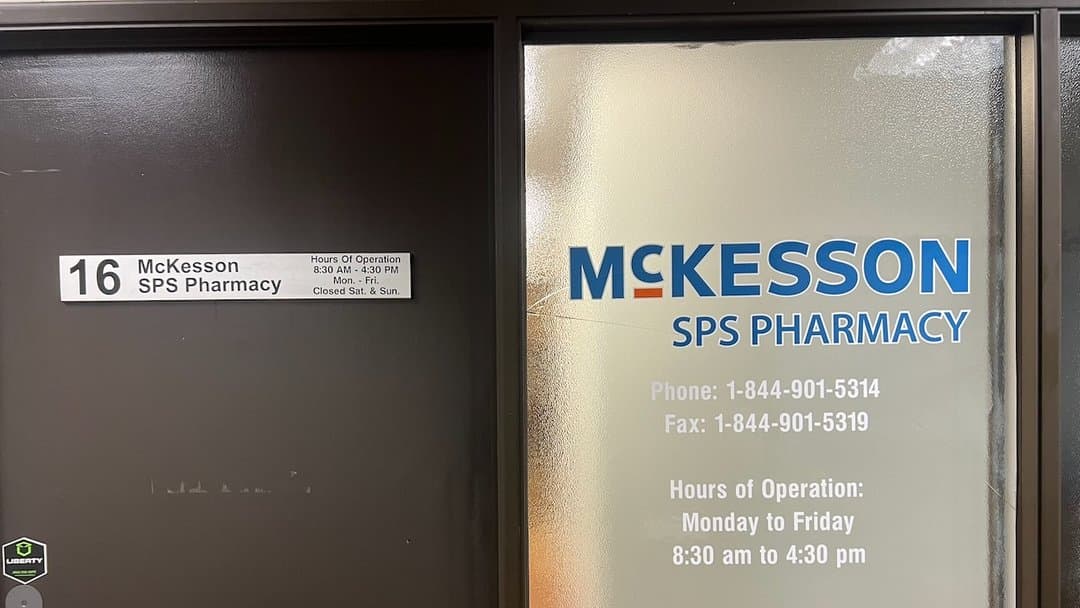 16
McKesson
SPS Pharmacy
Hours Of Operation
8:30 AM - 4:30 PM
Mon. - Fri.
Closed Sat. & Sun.
LIBERTY
McKESSON
SPS PHARMACY
Phone: 1-844-901-5314
Fax: 1-844-901-5319
Hours of Operation:
Monday to Friday
8:30 am to 4:30 pm